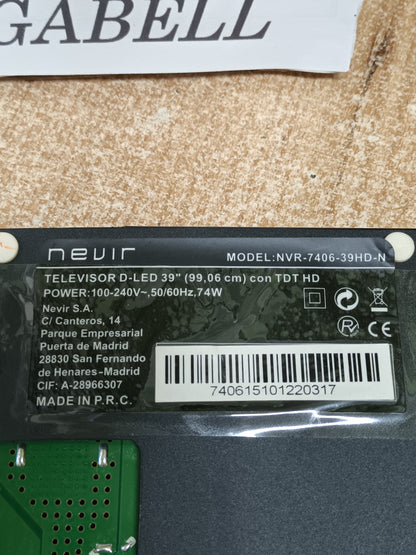 GABELL
nevir
MODEL:NVR-7406-39HD-N
TELEVISOR D-LED 39" (99,06 cm) con TDT HD
POWER:100-240V~,50/60Hz,74W
Nevir S.A.
C/ Canteros, 14
Parque Empresarial
Puerta de Madrid
28830 San Fernando
de Henares-Madrid
CIF: A-28966307
MADE IN P.R.C.
740615101220317